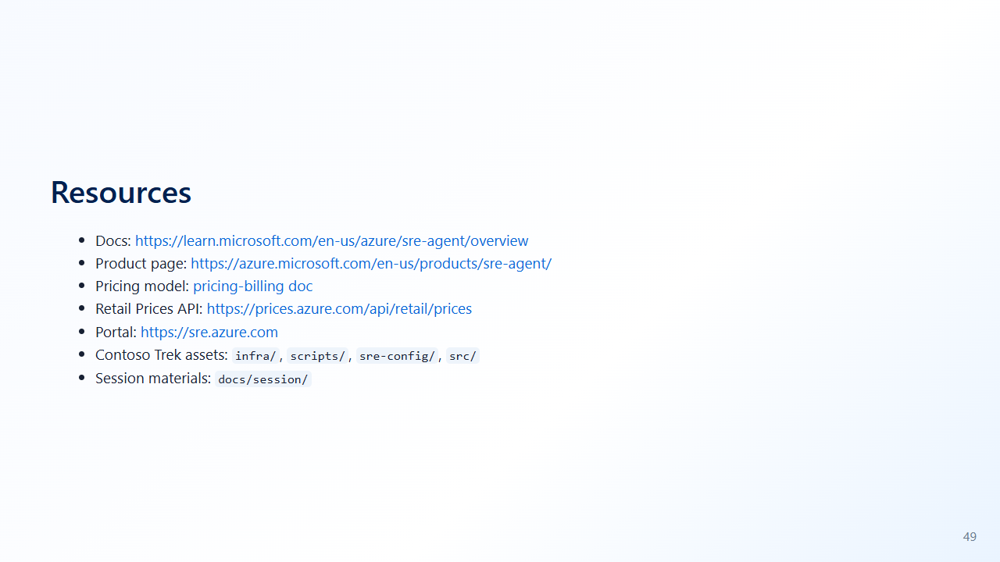 Resources
• Docs: https://learn.microsoft.com/en-us/azure/sre-agent/overview
• Product page: https://azure.microsoft.com/en-us/products/sre-agent/
• Pricing model: pricing-billing doc
• Retail Prices API: https://prices.azure.com/api/retail/prices
• Portal: https://sre.azure.com
• Contoso Trek assets: infra/, scripts/, sre-config/, src/
• Session materials: docs/session/
49